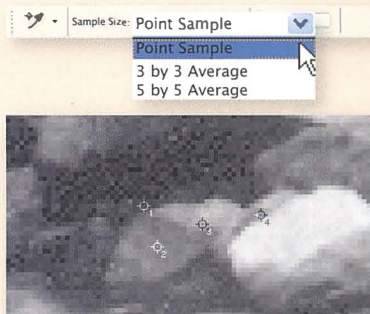 Sample Size: Point Sample
Point Sample
3 by 3 Average
5 by 5 Average
1
2
3
4